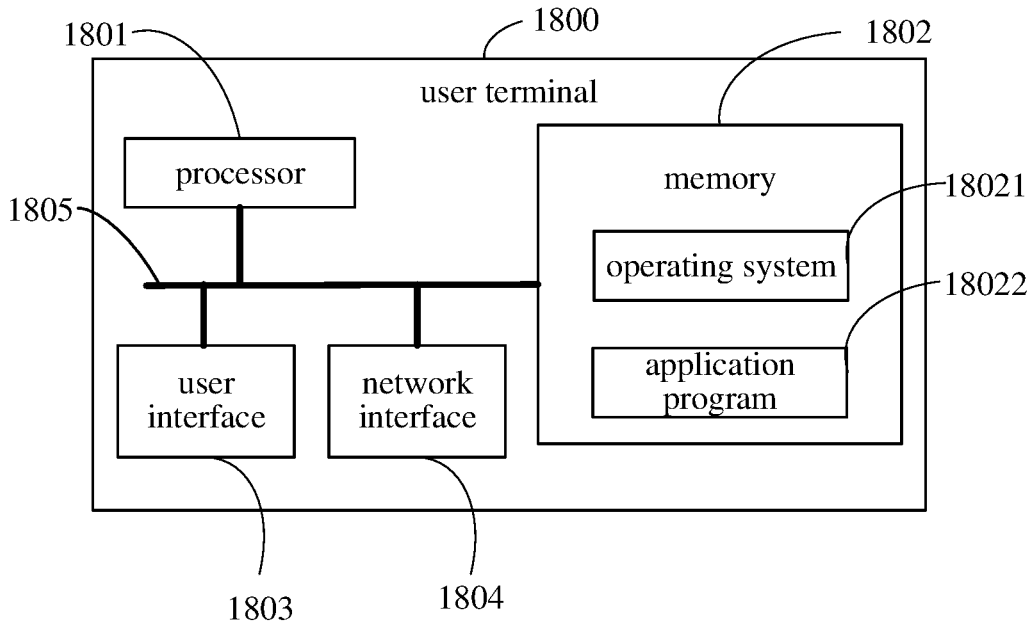 1801
1800
1802
user terminal
processor
memory
18021
1805
operating system
18022
user
interface
network
interface
application
program
1803
1804